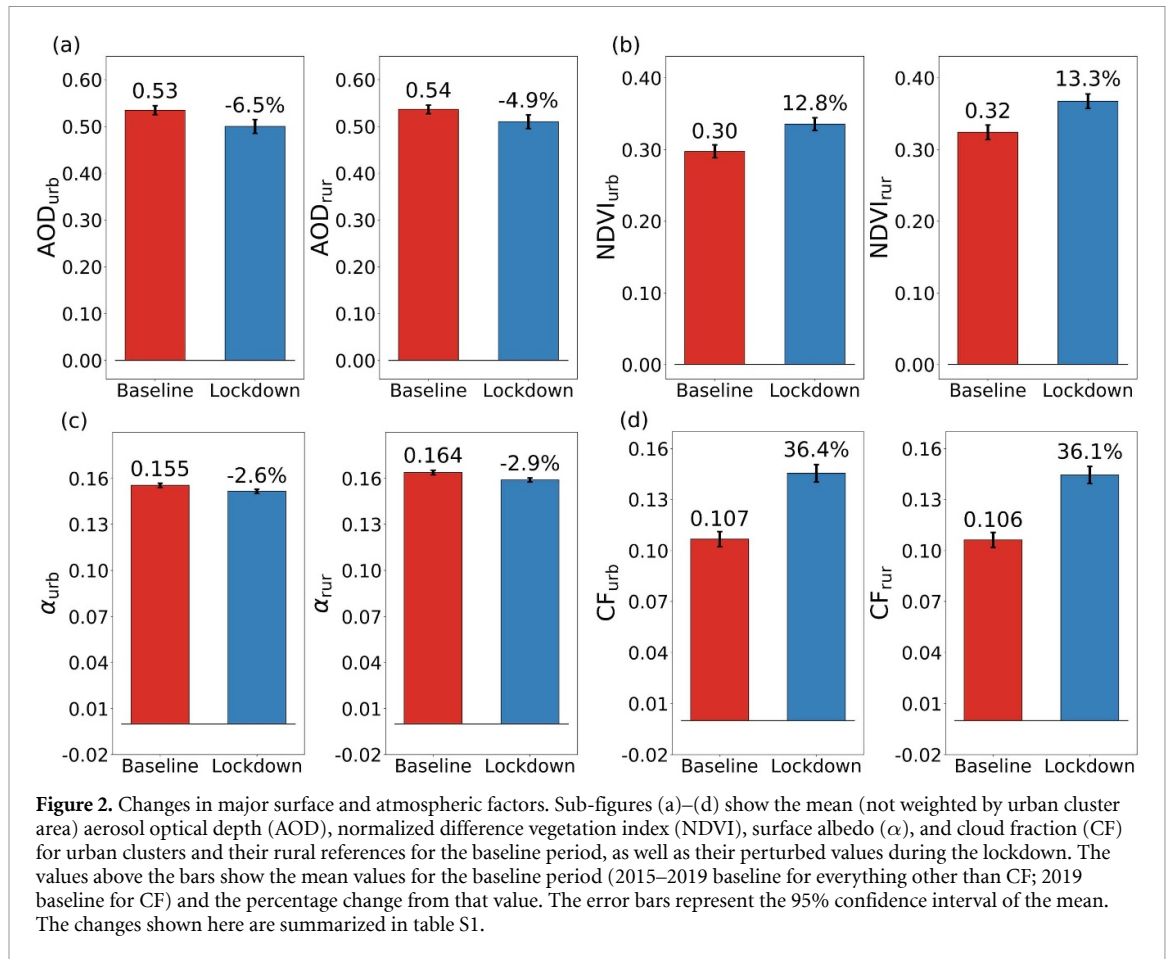 (a)
0.60
0.50
0.40
0.30
0.20
0.10
0.00
AODurb
0.53
-6.5%
Baseline Lockdown
0.60
0.50
0.40
0.30
0.20
0.10
0.00
AODrur
0.54
-4.9%
Baseline Lockdown
(b)
0.40
0.30
0.20
0.10
0.00
NDVIurb
0.30
12.8%
Baseline Lockdown
0.40
0.30
0.20
0.10
0.00
NDVIrur
0.32
13.3%
Baseline Lockdown
(c)
0.16
0.13
0.10
0.07
0.04
0.01
-0.02
αurb
0.155
-2.6%
Baseline Lockdown
0.16
0.13
0.10
0.07
0.04
0.01
-0.02
αrur
0.164
-2.9%
Baseline Lockdown
(d)
0.16
0.13
0.10
0.07
0.04
0.01
-0.02
CFurb
0.107
36.4%
Baseline Lockdown
0.16
0.13
0.10
0.07
0.04
0.01
-0.02
CFrur
0.106
36.1%
Baseline Lockdown
Figure 2. Changes in major surface and atmospheric factors. Sub-figures (a)–(d) show the mean (not weighted by urban cluster
area) aerosol optical depth (AOD), normalized difference vegetation index (NDVI), surface albedo (α), and cloud fraction (CF)
for urban clusters and their rural references for the baseline period, as well as their perturbed values during the lockdown. The
values above the bars show the mean values for the baseline period (2015–2019 baseline for everything other than CF; 2019
baseline for CF) and the percentage change from that value. The error bars represent the 95% confidence interval of the mean.
The changes shown here are summarized in table S1.